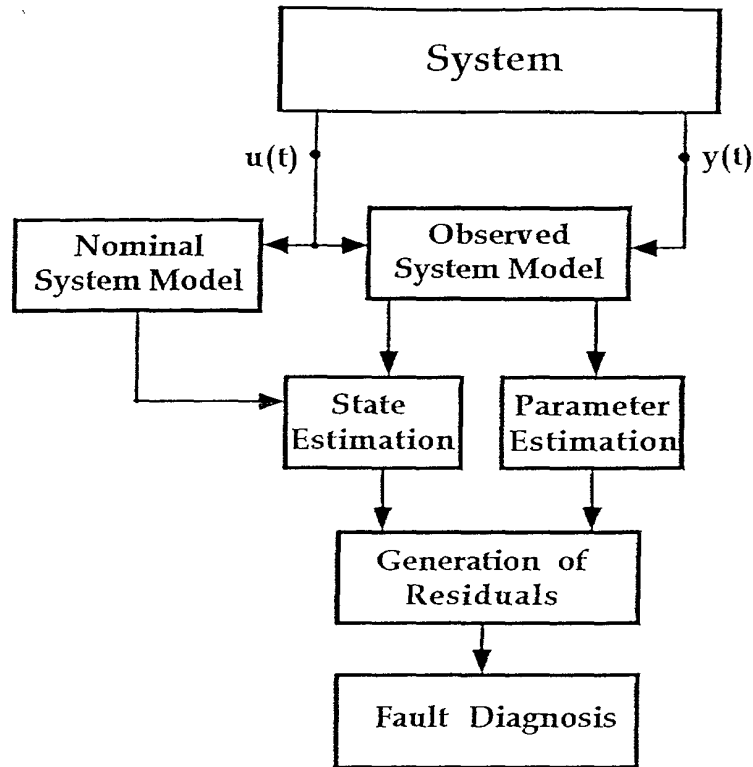 System
u(t)
y(t)
Nominal
System Model
Observed
System Model
State
Estimation
Parameter
Estimation
Generation of
Residuals
Fault Diagnosis